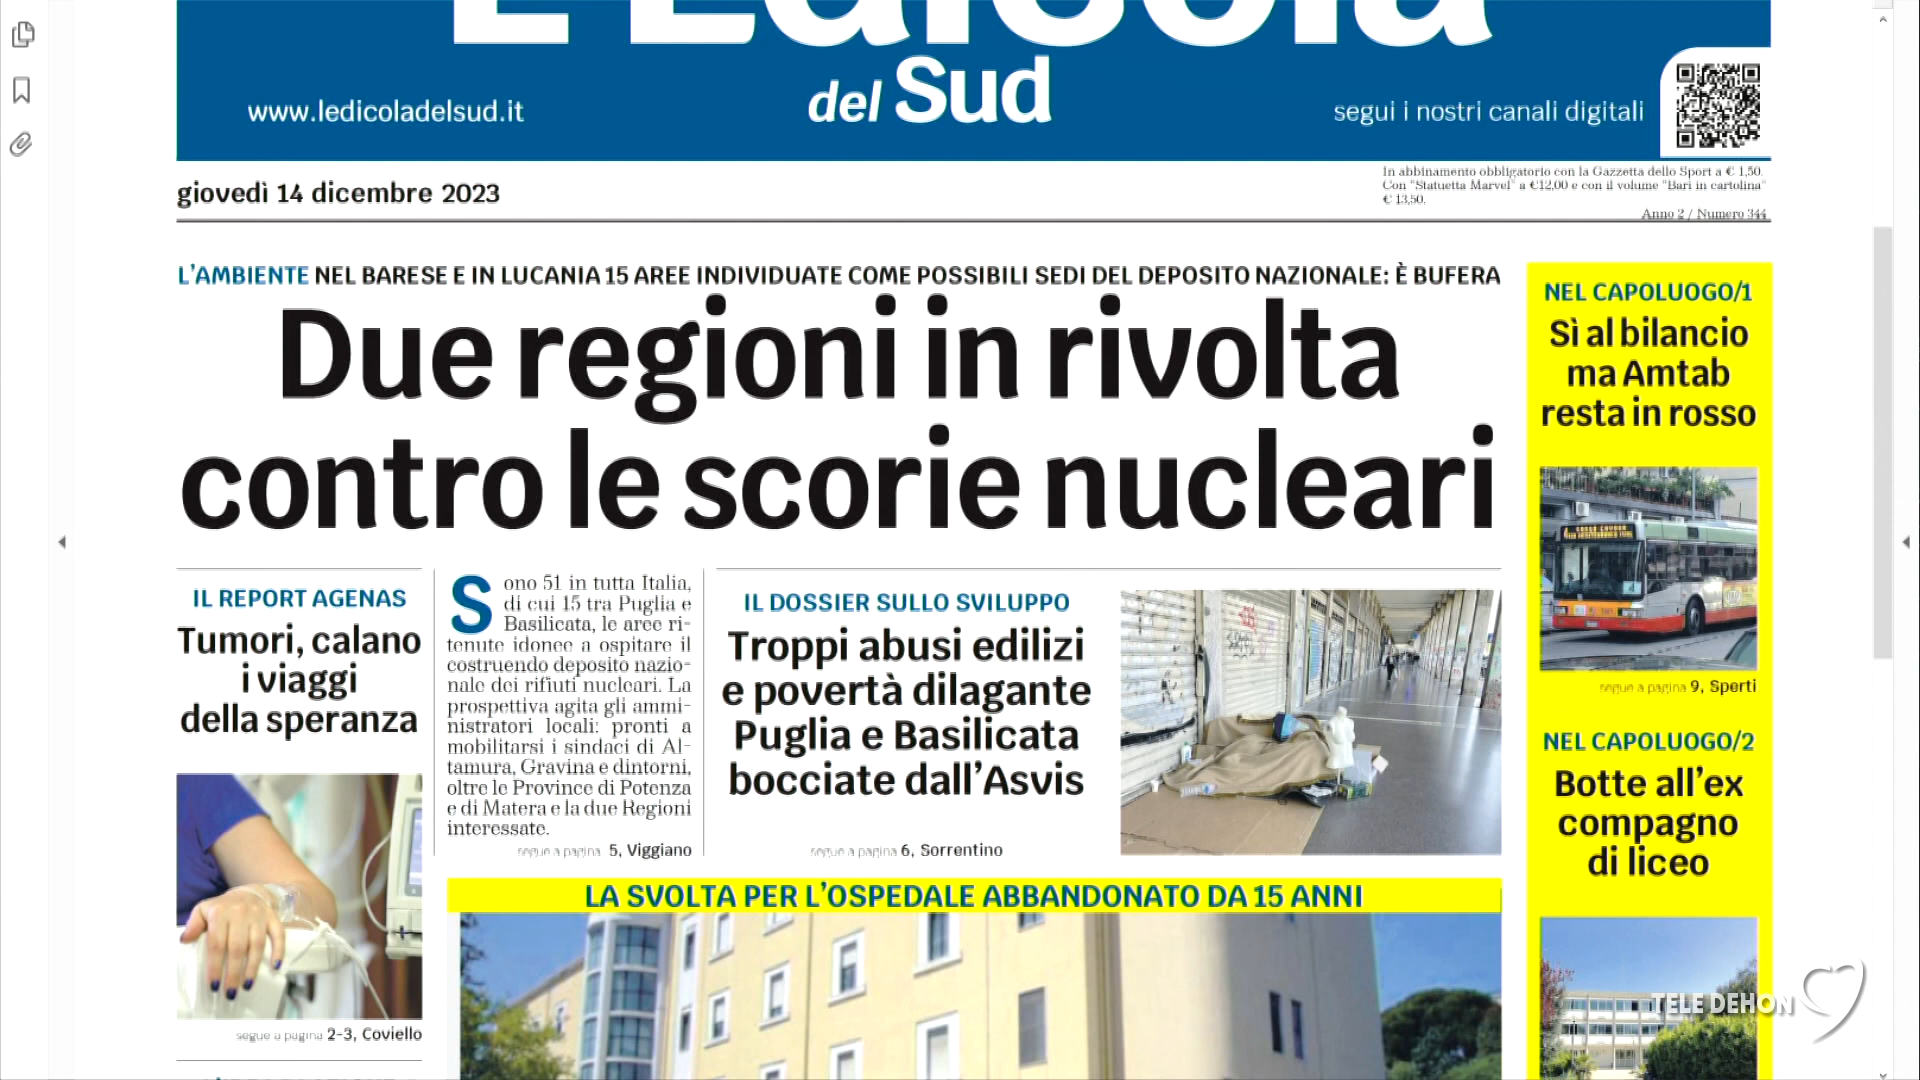 L'Edicola
del Sud
www.ledicoladelsud.it
segui i nostri canali digitali
giovedì 14 dicembre 2023
In abbinamento obbligatorio con la Gazzetta dello Sport a € 1,50.
Con "Statuetta Marvel" a €12,00 e con il volume "Bari in cartolina"
€ 13,50.
Anno 2 / Numero 344
L'AMBIENTE NEL BARESE E IN LUCANIA 15 AREE INDIVIDUATE COME POSSIBILI SEDI DEL DEPOSITO NAZIONALE: È BUFERA
Due regioni in rivolta
contro le scorie nucleari
IL REPORT AGENAS
Tumori, calano
i viaggi
della speranza
segue a pagina 2-3, Coviello
Sono 51 in tutta Italia,
di cui 15 tra Puglia e
Basilicata, le aree ri-
tenute idonee a ospitare il
costruendo deposito nazio-
nale dei rifiuti nucleari. La
prospettiva agita gli ammi-
nistratori locali: pronti a
mobilitarsi i sindaci di Al-
tamura, Gravina e dintorni,
oltre le Province di Potenza
e di Matera e la due Regioni
interessate.
segue a pagina 5, Viggiano
IL DOSSIER SULLO SVILUPPO
Troppi abusi edilizi
e povertà dilagante
Puglia e Basilicata
bocciate dall'Asvis
segue a pagina 6, Sorrentino
LA SVOLTA PER L'OSPEDALE ABBANDONATO DA 15 ANNI
NEL CAPOLUOGO/1
Sì al bilancio
ma Amtab
resta in rosso
segue a pagina 9, Sperti
NEL CAPOLUOGO/2
Botte all'ex
compagno
di liceo
TELE DEHON